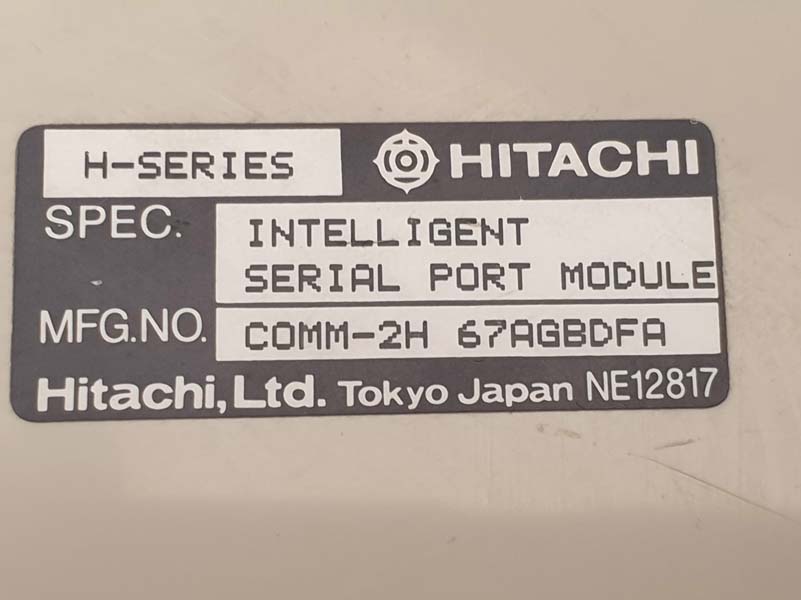 H-SERIES HITACHI
SPEC. INTELLIGENT
SERIAL PORT MODULE
MFG.NO. COMM-2H 67AGBDFA
Hitachi, Ltd. Tokyo Japan NE12817